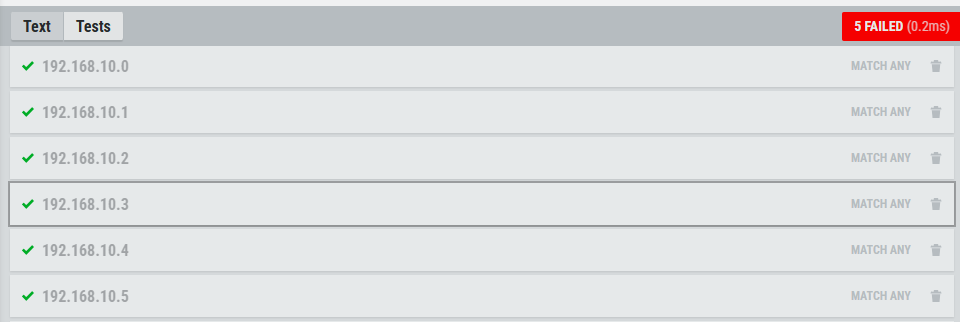 Text Tests 5 FAILED (0.2ms)
192.168.10.0 MATCH ANY
192.168.10.1 MATCH ANY
192.168.10.2 MATCH ANY
192.168.10.3 MATCH ANY
192.168.10.4 MATCH ANY
192.168.10.5 MATCH ANY